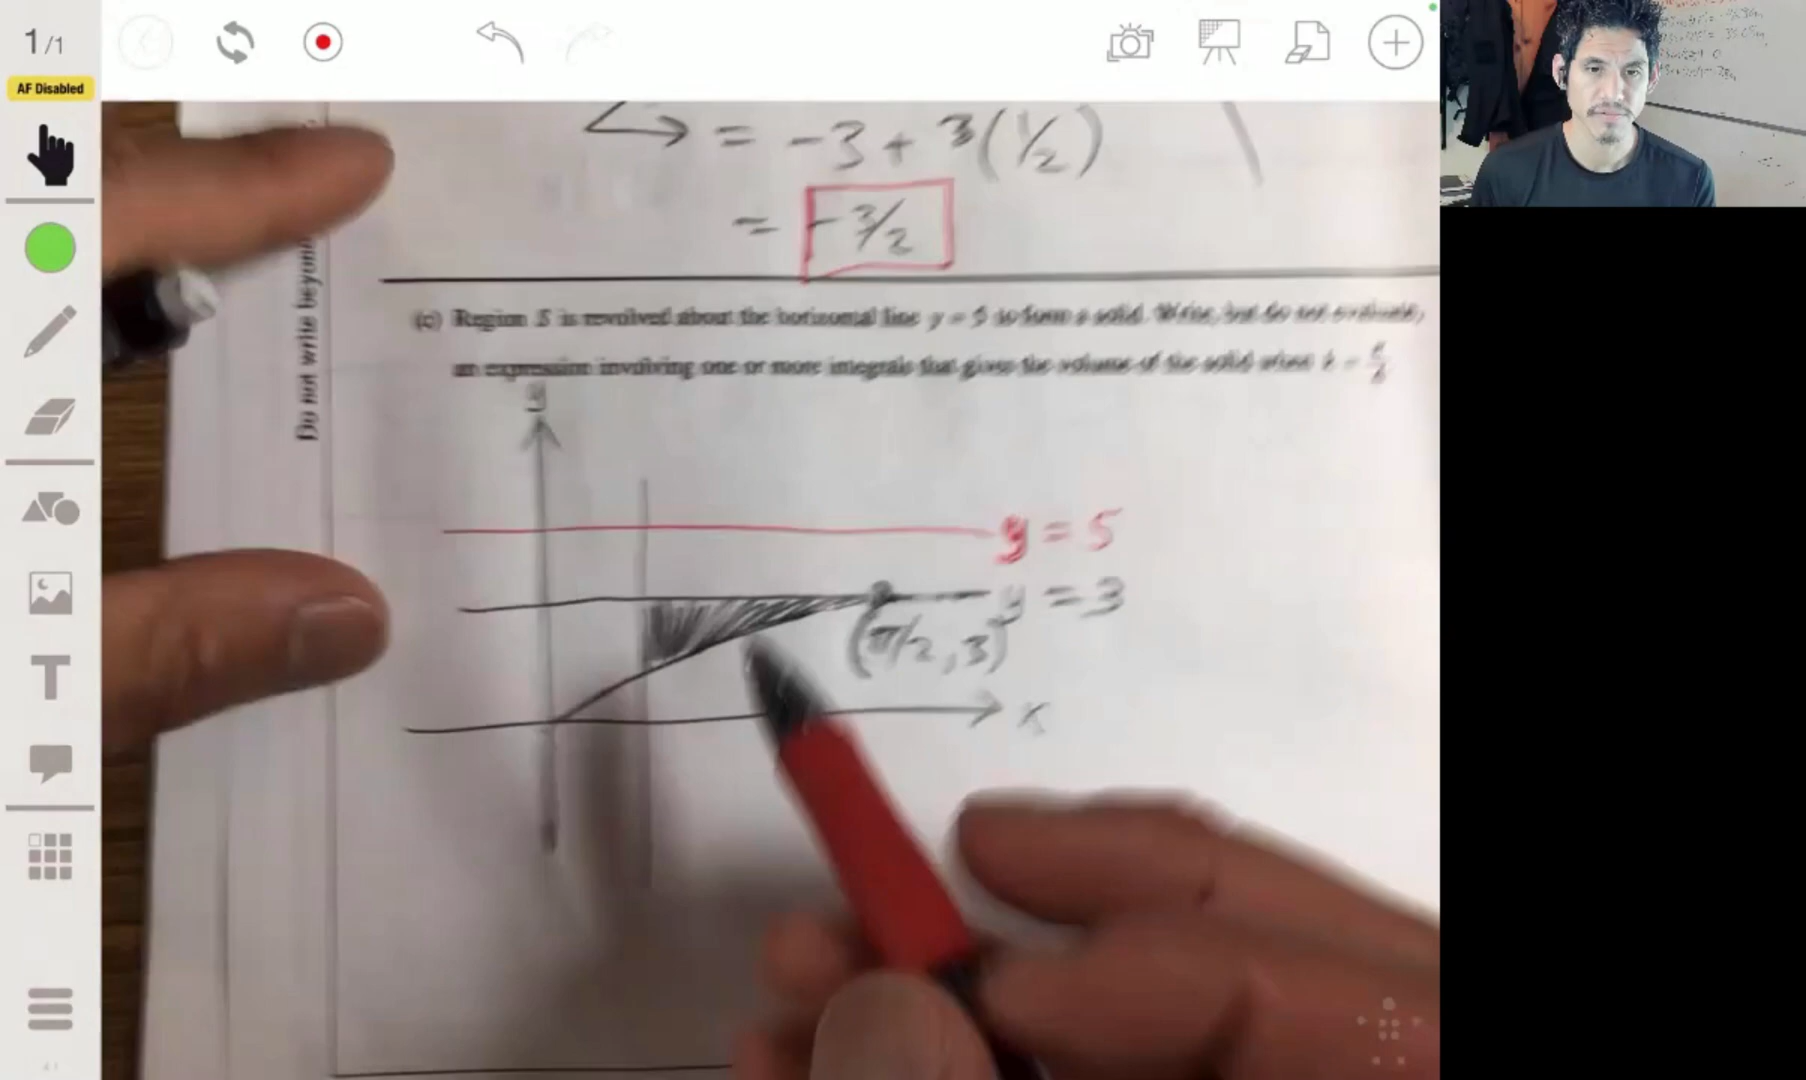 1/1
AF Disabled
= -3 + 3(1/2)
= -3/2
Do not write beyond
(c) Region S is revolved about the horizontal line y = 5 to form a solid. Write, but do not evaluate,
an expression involving one or more integrals that gives the volume of the solid when k =
y
y = 5
y = 3
(π/2, 3)
x
T